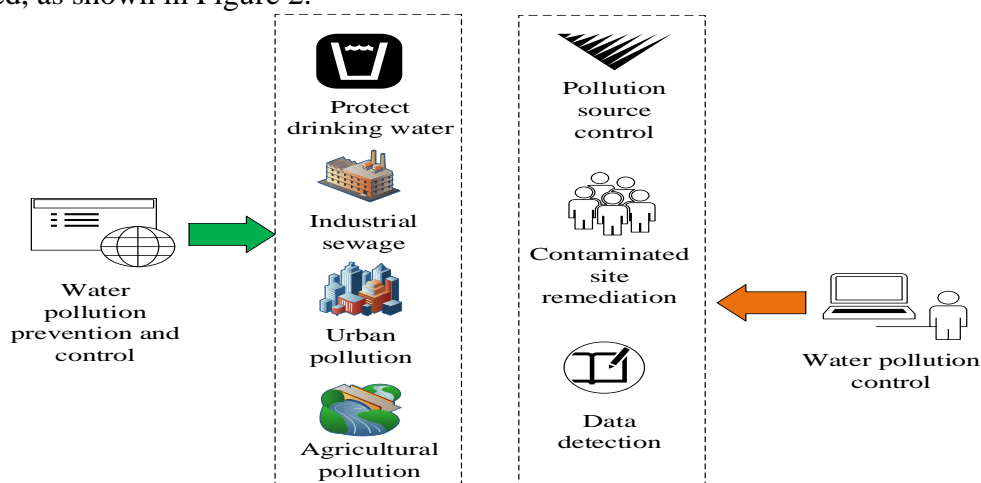 ed, as shown in Figure 2.
Protect
drinking water
Industrial
sewage
Urban
pollution
Agricultural
pollution
Water
pollution
prevention and
control
Pollution
source
control
Contaminated
site
remediation
Data
detection
Water pollution
control